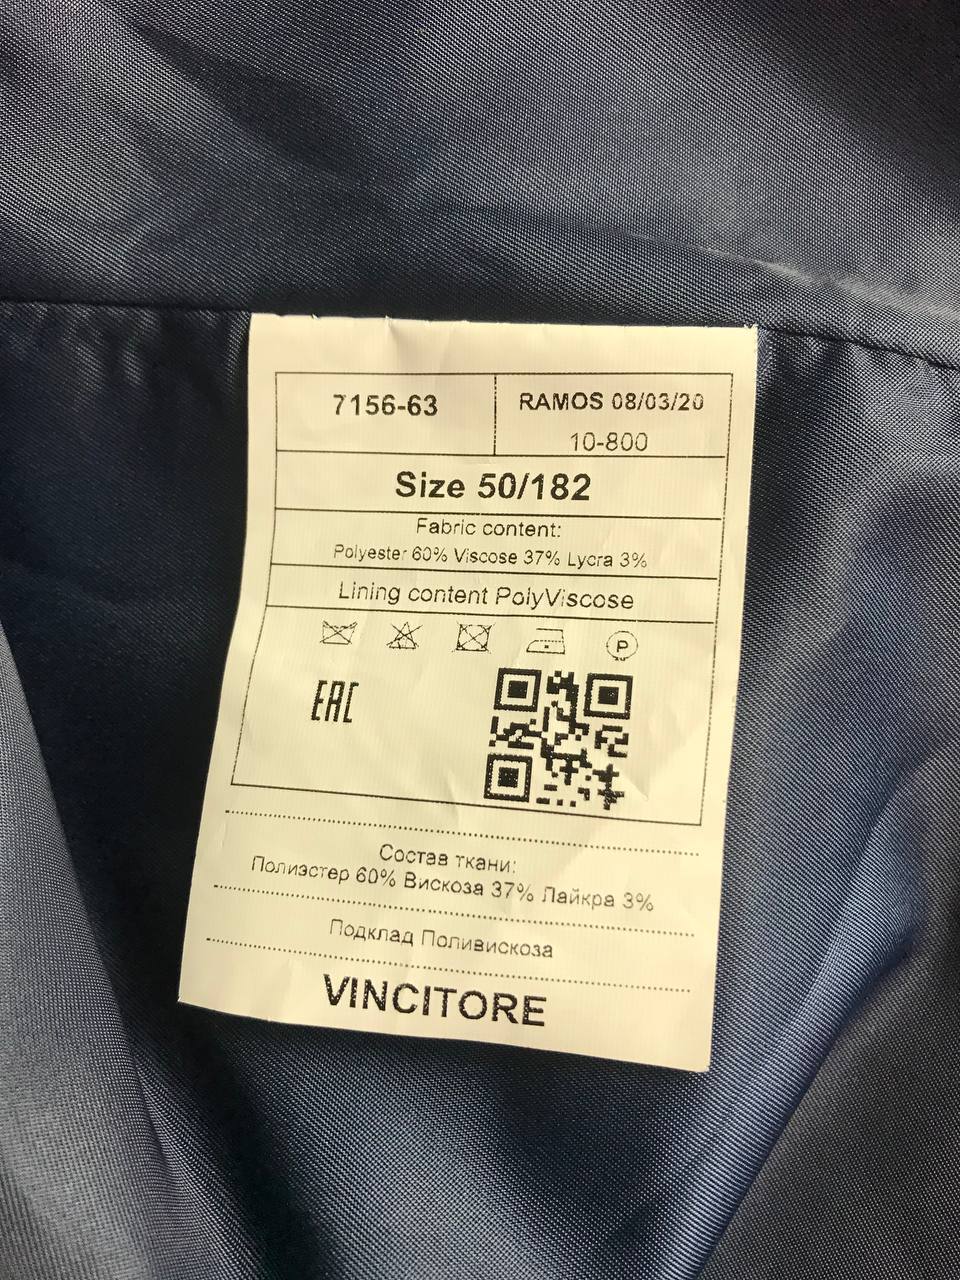 7156-63
RAMOS 08/03/20
10-800
Size 50/182
Fabric content:
Polyester 60% Viscose 37% Lycra 3%
Lining content PolyViscose
P
EAC
Состав ткани:
Полиэстер 60% Вискоза 37% Лайкра 3%
Подклад Поливискоза
VINCITORE